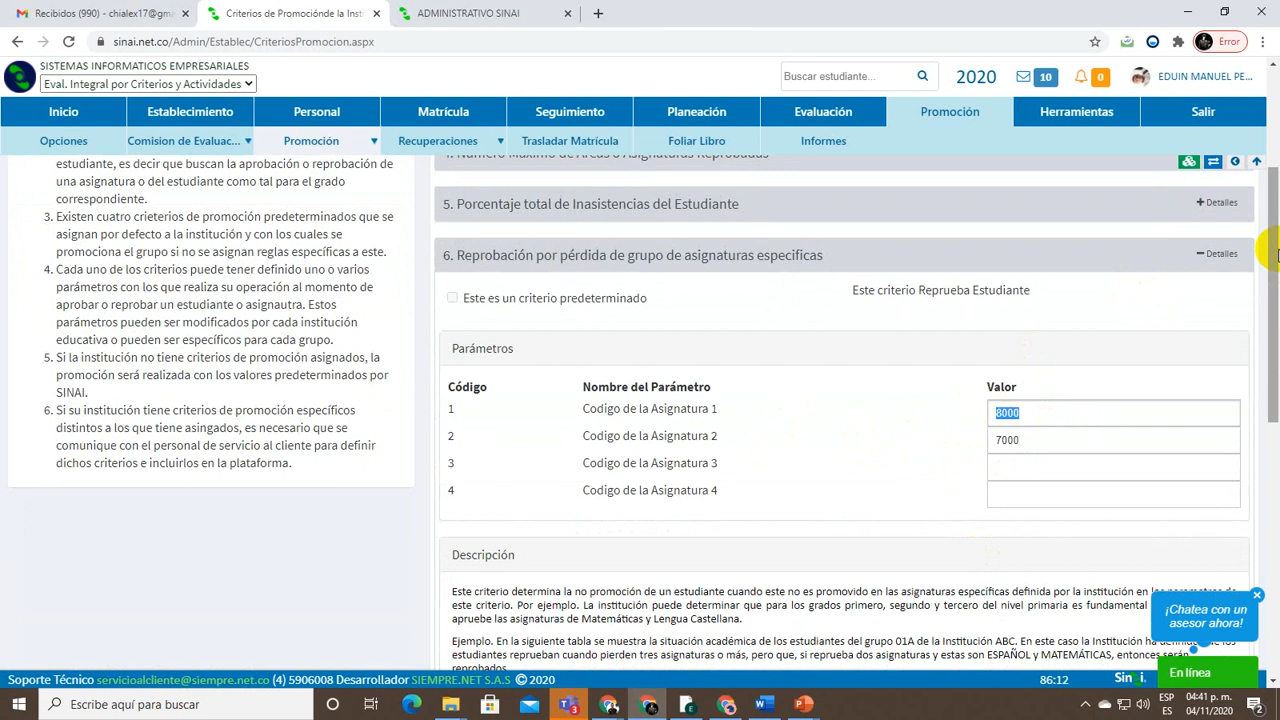 Recibidos (990) - chialex17@gm
Criterios de Promociónde la Inst
ADMINISTRATIVO SINAI
sinai.net.co/Admin/Establec/CriteriosPromocion.aspx
Error
SISTEMAS INFORMATICOS EMPRESARIALES
Eval. Integral por Criterios y Actividades
Buscar estudiante...
2020
10
0
EDUIN MANUEL PE...
Inicio
Establecimiento
Personal
Matrícula
Seguimiento
Planeación
Evaluación
Promoción
Herramientas
Salir
Opciones
Comision de Evaluac...
Promoción
Recuperaciones
Trasladar Matrícula
Foliar Libro
Informes
estudiante, es decir que buscan la aprobación o reprobación de
una asignatura o del estudiante como tal para el grado
correspondiente.
3. Existen cuatro crieterios de promoción predeterminados que se
asignan por defecto a la institución y con los cuales se
promociona el grupo si no se asignan reglas específicas a este.
4. Cada uno de los criterios puede tener definido uno o varios
parámetros con los que realiza su operación al momento de
aprobar o reprobar un estudiante o asignautra. Estos
parámetros pueden ser modificados por cada institución
educativa o pueden ser específicos para cada grupo.
5. Si la institución no tiene criterios de promoción asignados, la
promoción será realizada con los valores predeterminados por
SINAI.
6. Si su institución tiene criterios de promoción específicos
distintos a los que tiene asingados, es necesario que se
comunique con el personal de servicio al cliente para definir
dichos criterios e incluirlos en la plataforma.
4. Número Máximo de Áreas o Asignaturas Reprobadas
5. Porcentaje total de Inasistencias del Estudiante
Detalles
6. Reprobación por pérdida de grupo de asignaturas especificas
Detalles
Este es un criterio predeterminado
Este criterio Reprueba Estudiante
Parámetros
Código Nombre del Parámetro Valor
1 Codigo de la Asignatura 1 8000
2 Codigo de la Asignatura 2 7000
3 Codigo de la Asignatura 3
4 Codigo de la Asignatura 4
Descripción
Este criterio determina la no promoción de un estudiante cuando este no es promovido en las asignaturas específicas definida por la institución en los parámetros de
este criterio. Por ejemplo. La institución puede determinar que para los grados primero, segundo y tercero del nivel primaria es fundamental
apruebe las asignaturas de Matemáticas y Lengua Castellana.
Ejemplo. En la siguiente tabla se muestra la situación académica de los estudiantes del grupo 01A de la Institución ABC. En este caso la Institución ha
estudiantes reprueban cuando pierden tres asignaturas o más, pero que, si reprueba dos asignaturas y estas son ESPAÑOL y MATEMÁTICAS, entonces serán
reprobados.
¡Chatea con un
asesor ahora!
En línea
Soporte Técnico servicioalcliente@siempre.net.co (4) 5906008 Desarrollador SIEMPRE.NET S.A.S © 2020
86:12
Escribe aquí para buscar
ESP
ES
04:41 p. m.
04/11/2020
2